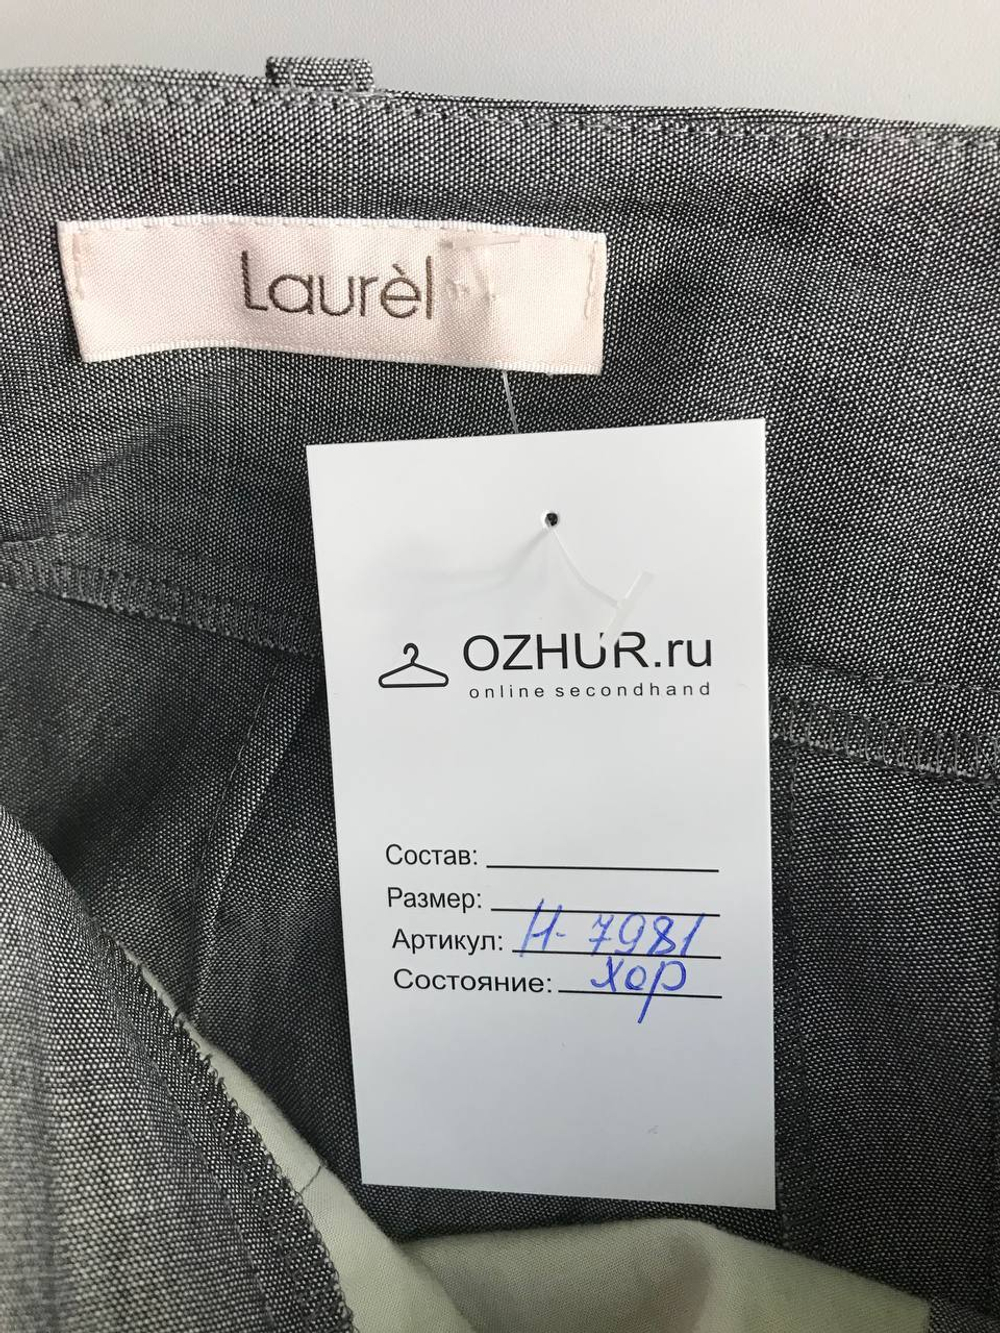 Laurèl
OZHUR.ru
online secondhand
Состав:
Размер:
Артикул: Н-7981
Состояние: хор